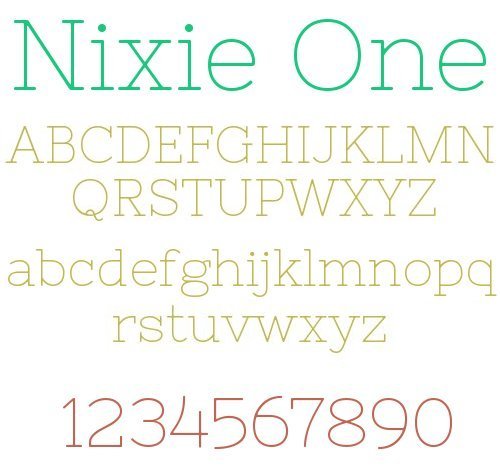 Nixie One
ABCDEFGHIJKLMN
QRSTUPWXYZ
abcdefghijklmnopq
rstuvwxyz
1234567890